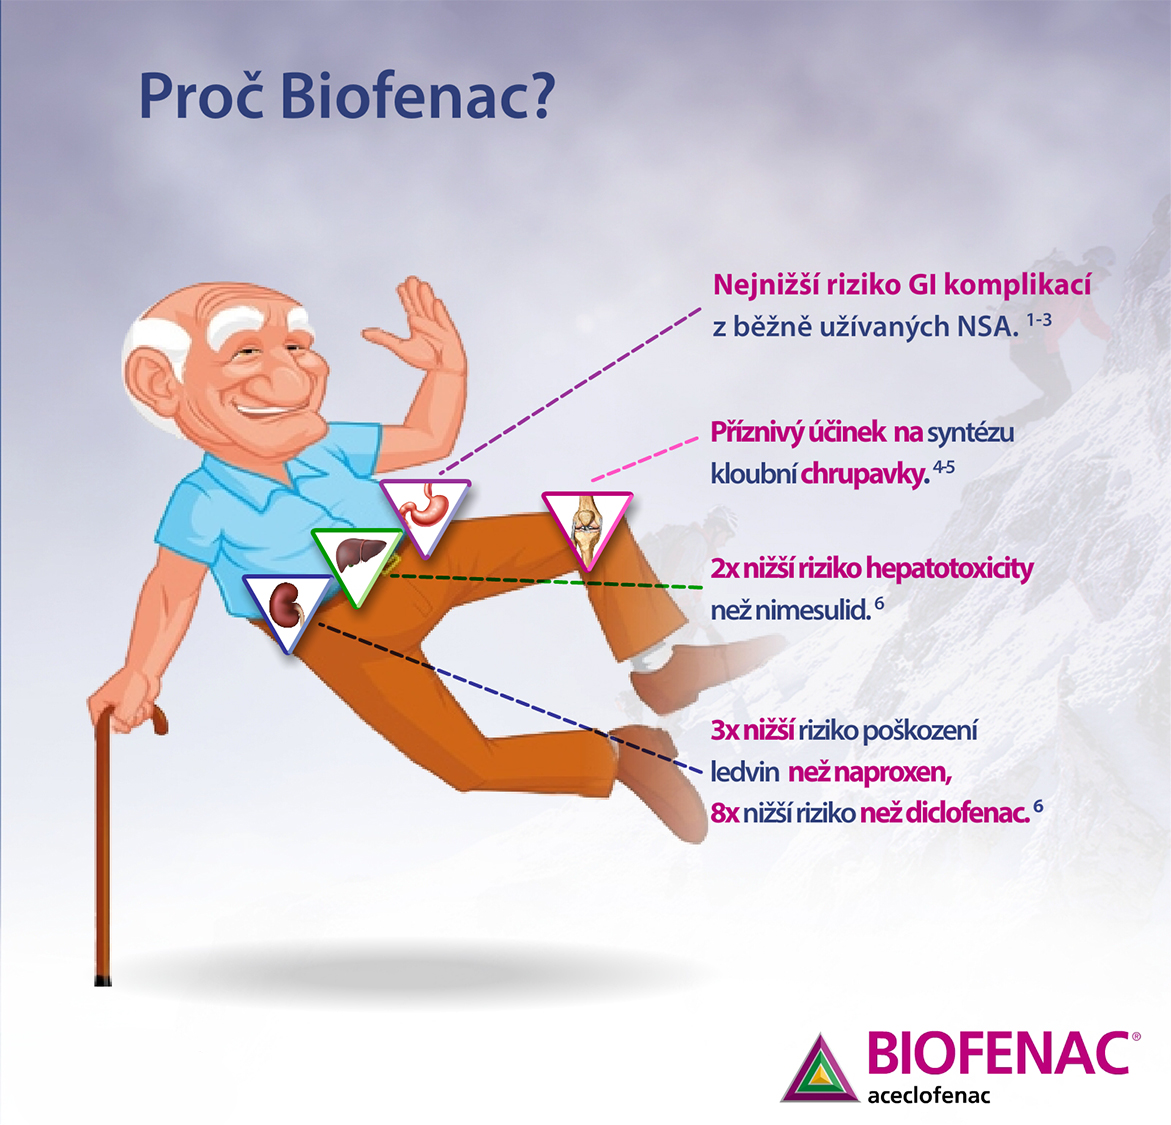 Proč Biofenac?
Nejnižší riziko GI komplikací
z běžně užívaných NSA. 1-3
Příznivý účinek na syntézu
kloubní chrupavky. 4-5
2x nižší riziko hepatotoxicity
než nimesulid. 6
3x nižší riziko poškození
ledvin než naproxen,
8x nižší riziko než diclofenac. 6
BIOFENAC®
aceclofenac